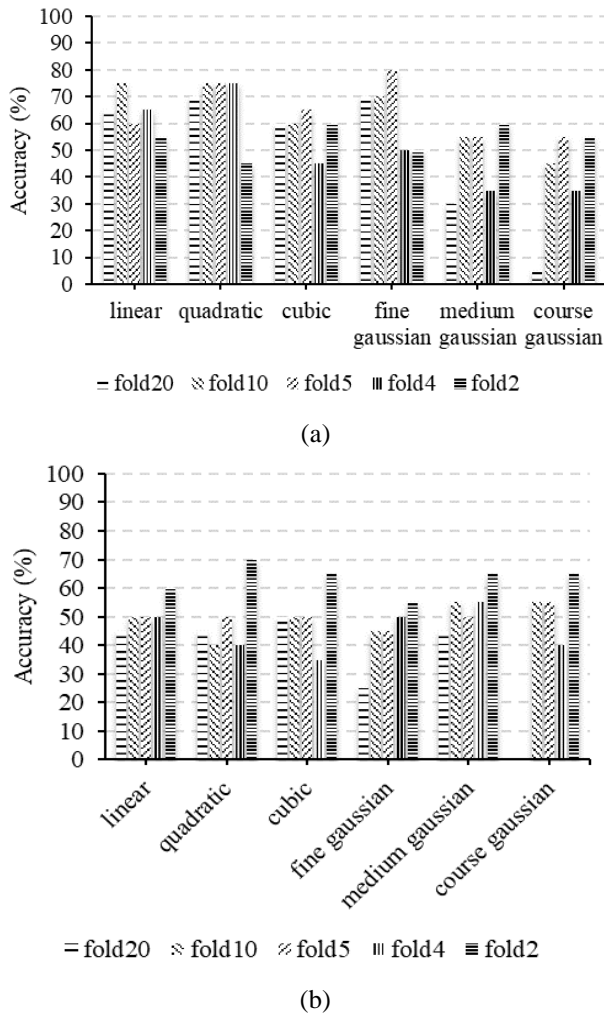 100
90
80
70
60
50
40
30
20
10
0
Accuracy (%)
linear quadratic cubic fine gaussian medium gaussian course gaussian
fold20 fold10 fold5 fold4 fold2
(a)
100
90
80
70
60
50
40
30
20
10
0
Accuracy (%)
linear
quadratic
cubic
fine gaussian
medium gaussian
course gaussian
fold20 fold10 fold5 fold4 fold2
(b)